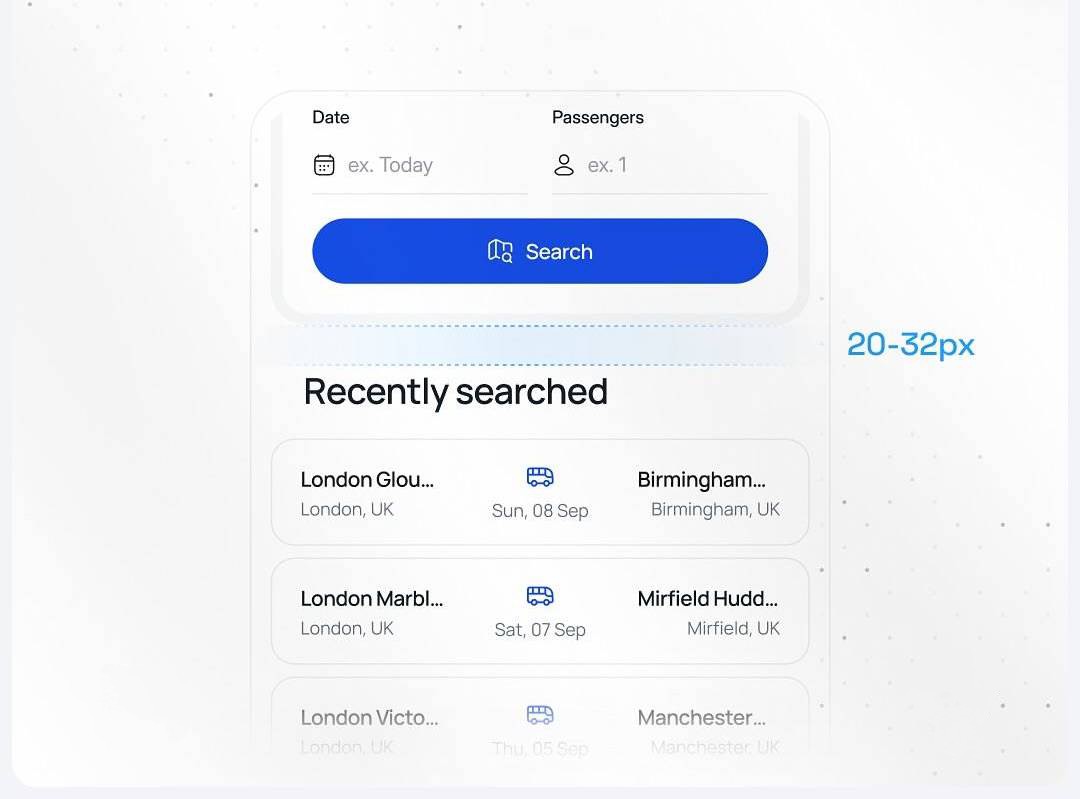 Date Passengers
ex. Today ex. 1
Search
20-32px
Recently searched
London Glou... Birmingham...
London, UK Sun, 08 Sep Birmingham, UK
London Marbl... Mirfield Hudd...
London, UK Sat, 07 Sep Mirfield, UK
London Victo... Manchester...
London, UK Thu, 05 Sep Manchester, UK